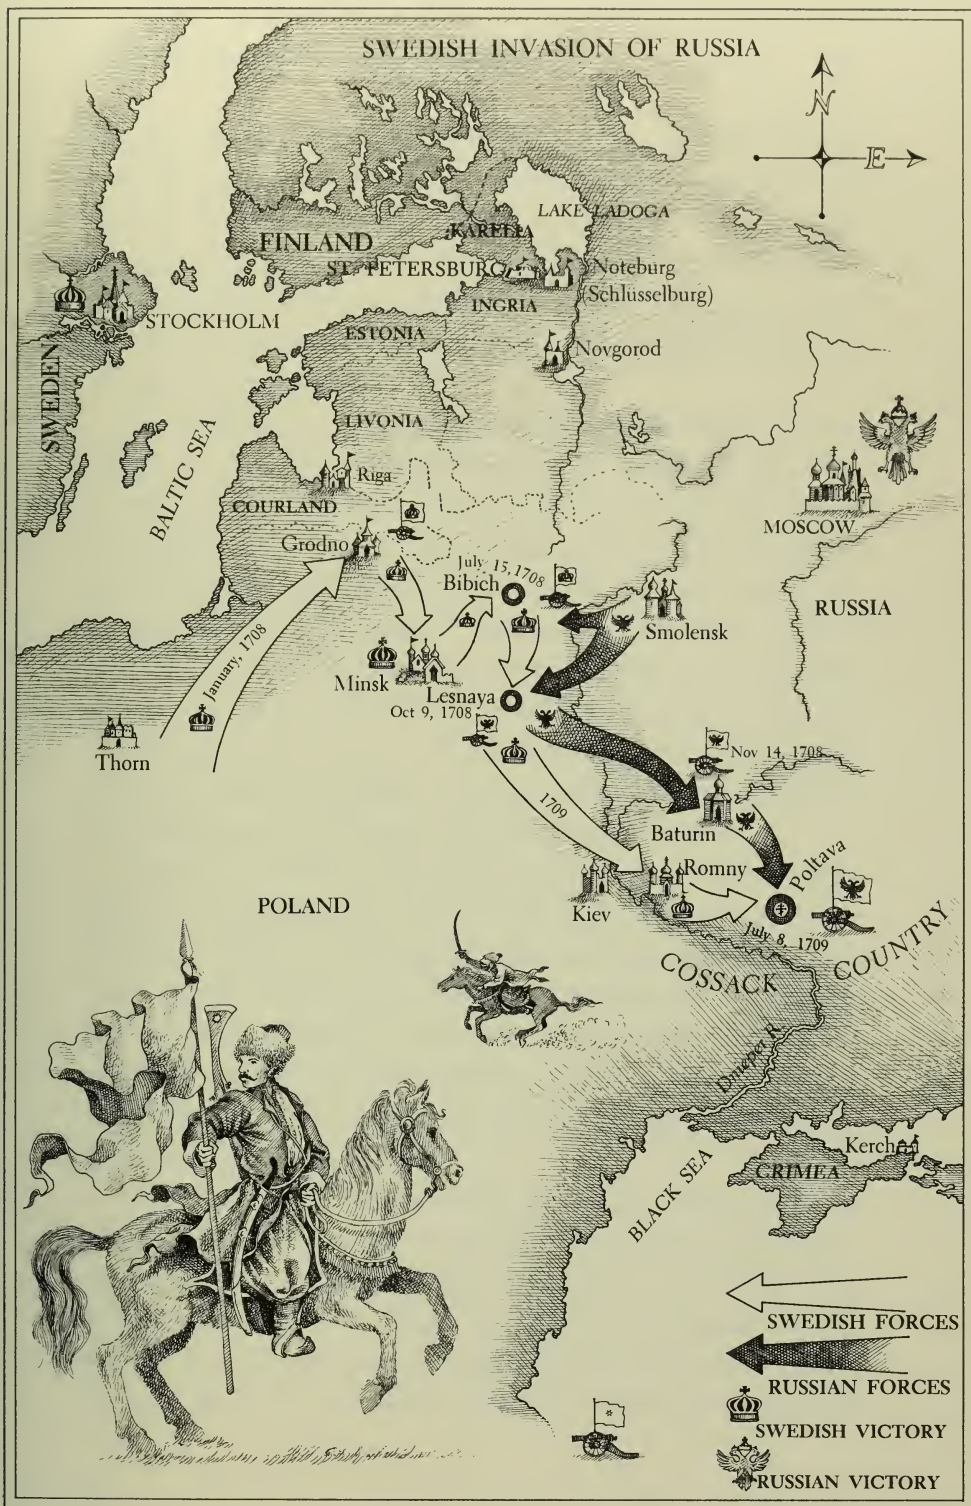 SWEDISH INVASION OF RUSSIA
N
E
LAKE LADOGA
KARELIA
FINLAND
ST. PETERSBURG
Noteburg
(Schlüsselburg)
INGRIA
STOCKHOLM
ESTONIA
Novgorod
SWEDEN
LIVONIA
BALTIC SEA
Riga
COURLAND
MOSCOW
Grodno
July 15, 1708
Bibich
RUSSIA
Smolensk
January, 1708
Minsk
Lesnaya
Oct 9, 1708
Thorn
Nov 14, 1708
1709
Baturin
Romny
Poltava
Kiev
July 8, 1709
POLAND
COSSACK COUNTRY
Dnieper R.
Kerch
CRIMEA
BLACK SEA
SWEDISH FORCES
RUSSIAN FORCES
SWEDISH VICTORY
RUSSIAN VICTORY